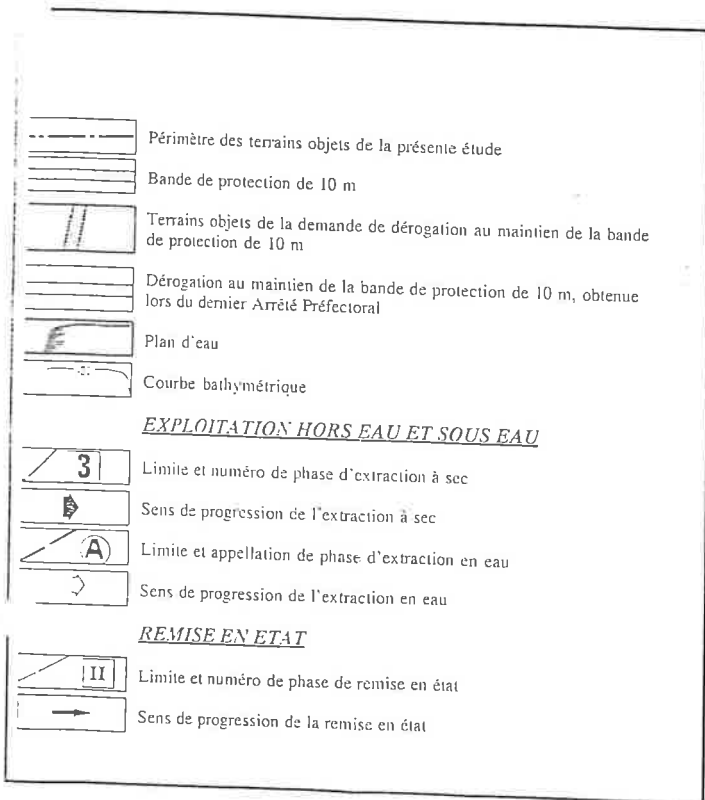 Périmètre des terrains objets de la présente étude
Bande de protection de 10 m
Terrains objets de la demande de dérogation au maintien de la bande
de protection de 10 m
Dérogation au maintien de la bande de protection de 10 m, obtenue
lors du dernier Arrêté Préfectoral
Plan d'eau
Courbe bathymétrique
EXPLOITATION HORS EAU ET SOUS EAU
3 Limite et numéro de phase d'extraction à sec
Sens de progression de l'extraction à sec
A Limite et appellation de phase d'extraction en eau
Sens de progression de l'extraction en eau
REMISE EN ETAT
II Limite et numéro de phase de remise en état
Sens de progression de la remise en état